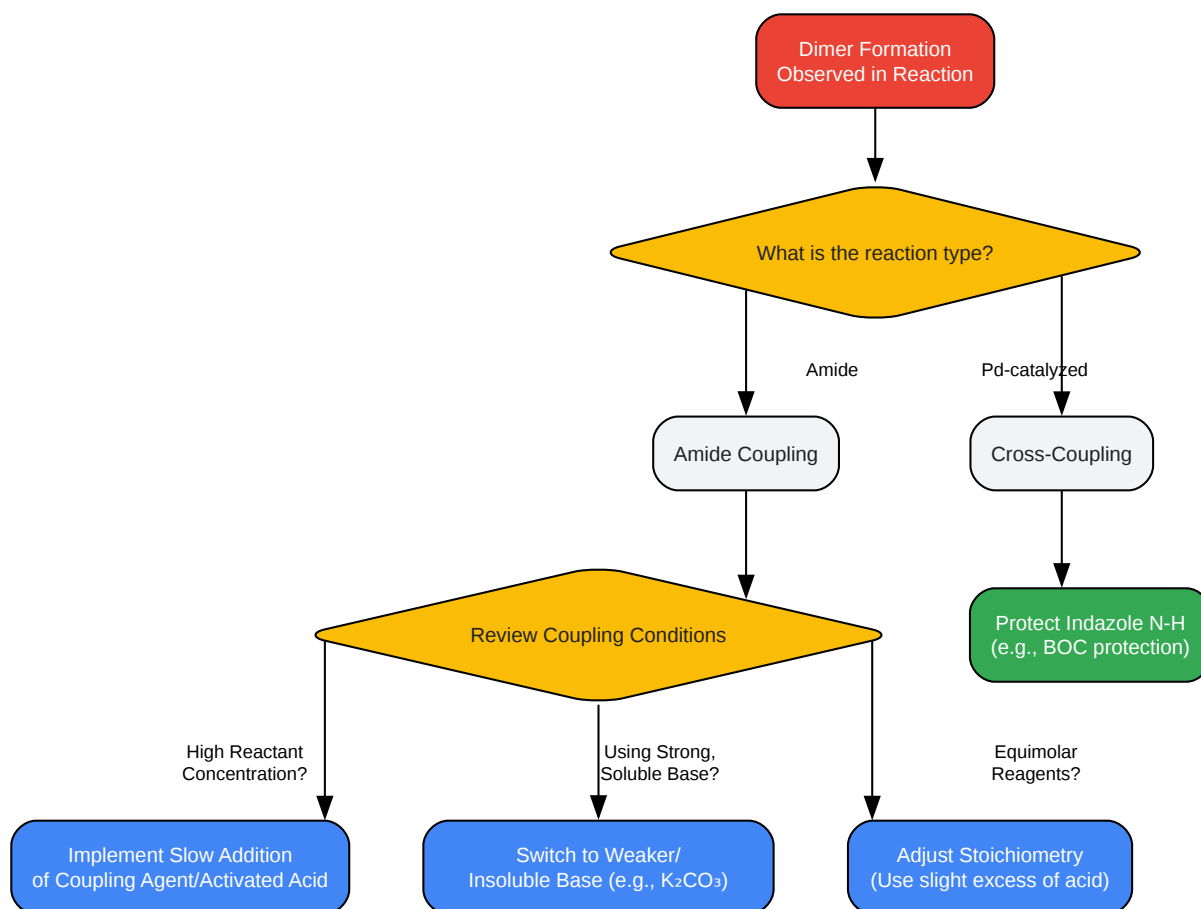 Dimer Formation
Observed in Reaction
What is the reaction type?
Amide
Pd-catalyzed
Amide Coupling
Cross-Coupling
Protect Indazole N-H
(e.g., BOC protection)
Review Coupling Conditions
High Reactant
Concentration?
Using Strong,
Soluble Base?
Equimolar
Reagents?
Implement Slow Addition
of Coupling Agent/Activated Acid
Switch to Weaker/
Insoluble Base (e.g., K₂CO₃)
Adjust Stoichiometry
(Use slight excess of acid)